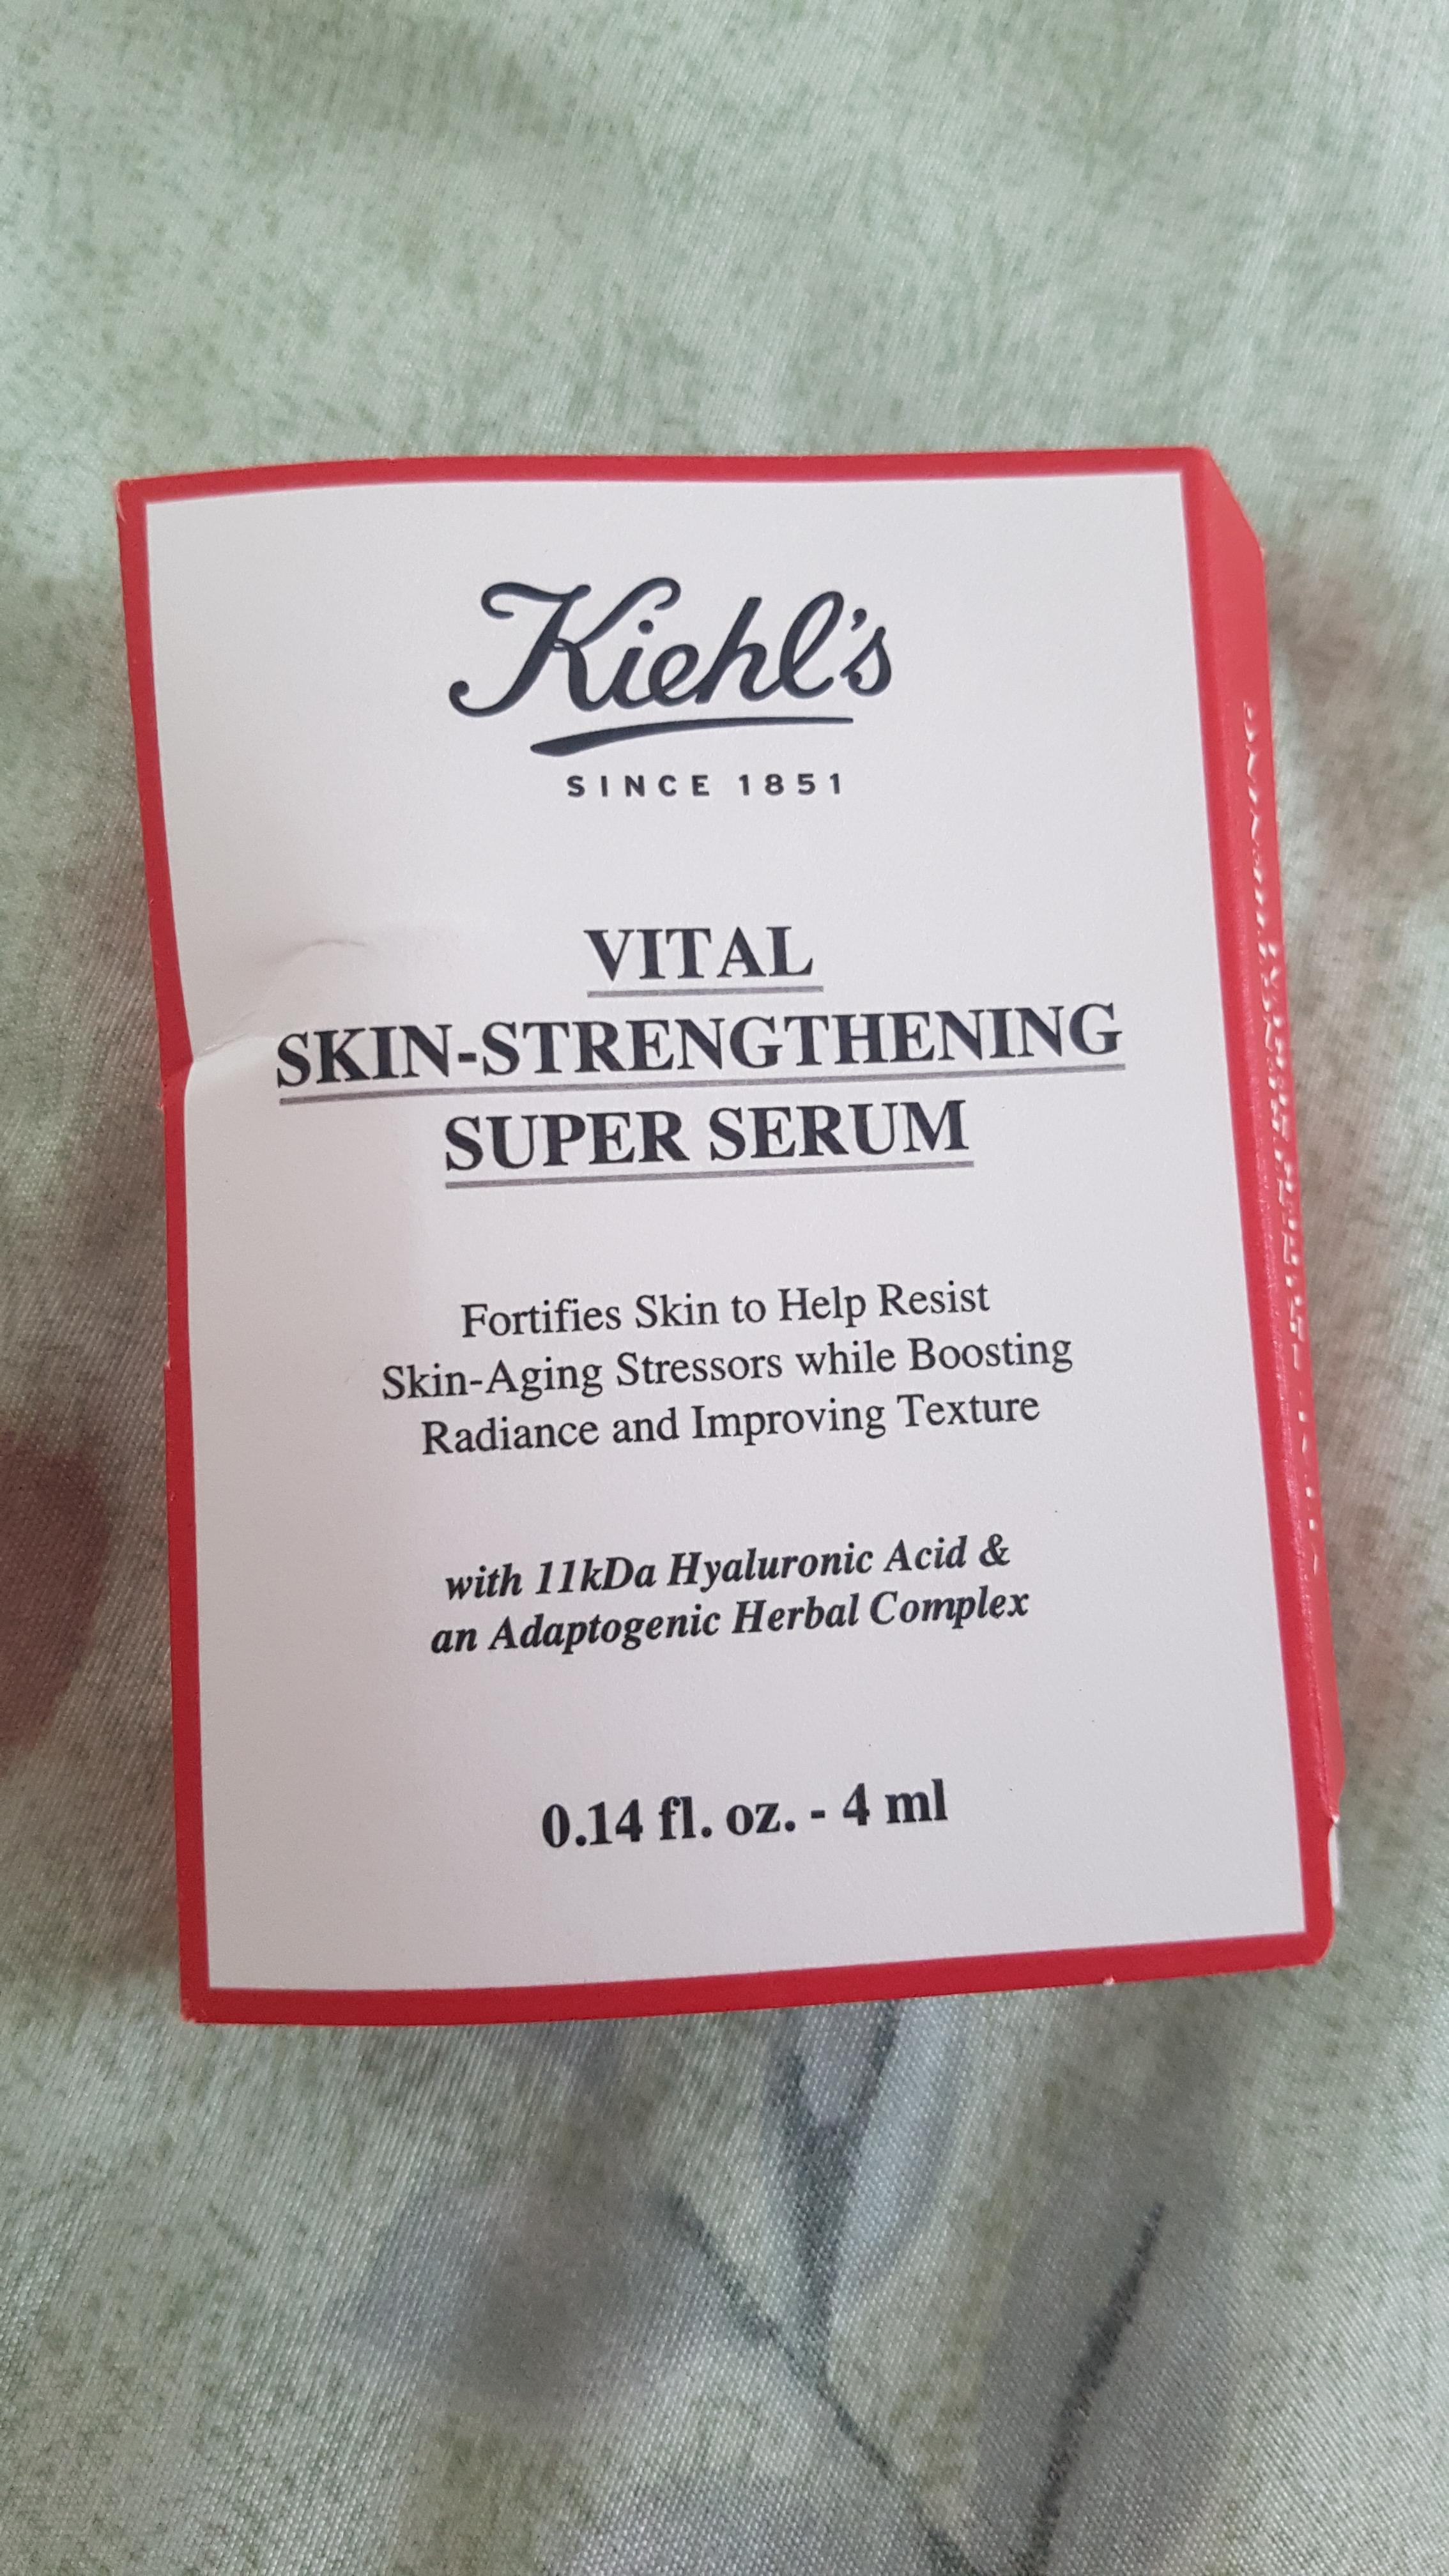 Kiehl's
SINCE 1851
VITAL
SKIN-STRENGTHENING
SUPER SERUM
Fortifies Skin to Help Resist
Skin-Aging Stressors while Boosting
Radiance and Improving Texture
with 11kDa Hyaluronic Acid &
an Adaptogenic Herbal Complex
0.14 fl. oz. - 4 ml